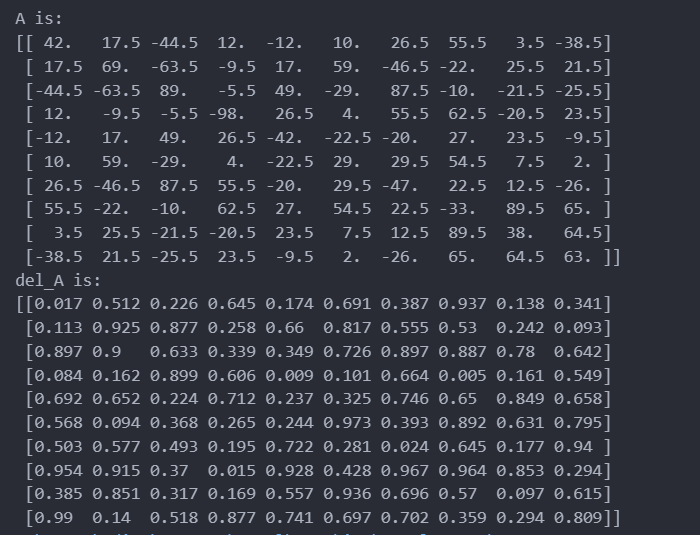 A is:
[[ 42.   17.5 -44.5  12.  -12.   10.   26.5  55.5   3.5 -38.5]
 [ 17.5  69.  -63.5  -9.5  17.   59.  -46.5 -22.   25.5  21.5]
 [-44.5 -63.5  89.   -5.5  49.  -29.   87.5 -10.  -21.5 -25.5]
 [ 12.   -9.5  -5.5 -98.   26.5   4.   55.5  62.5 -20.5  23.5]
 [-12.   17.   49.   26.5 -42.  -22.5 -20.   27.   23.5  -9.5]
 [ 10.   59.  -29.    4.  -22.5  29.   29.5  54.5   7.5   2. ]
 [ 26.5 -46.5  87.5  55.5 -20.   29.5 -47.   22.5  12.5 -26. ]
 [ 55.5 -22.  -10.   62.5  27.   54.5  22.5 -33.   89.5  65. ]
 [  3.5  25.5 -21.5 -20.5  23.5   7.5  12.5  89.5  38.   64.5]
 [-38.5  21.5 -25.5  23.5  -9.5   2.  -26.   65.   64.5  63. ]]
del_A is:
[[0.017 0.512 0.226 0.645 0.174 0.691 0.387 0.937 0.138 0.341]
 [0.113 0.925 0.877 0.258 0.66  0.817 0.555 0.53  0.242 0.093]
 [0.897 0.9   0.633 0.339 0.349 0.726 0.897 0.887 0.78  0.642]
 [0.084 0.162 0.899 0.606 0.009 0.101 0.664 0.005 0.161 0.549]
 [0.692 0.652 0.224 0.712 0.237 0.325 0.746 0.65  0.849 0.658]
 [0.568 0.094 0.368 0.265 0.244 0.973 0.393 0.892 0.631 0.795]
 [0.503 0.577 0.493 0.195 0.722 0.281 0.024 0.645 0.177 0.94 ]
 [0.954 0.915 0.37  0.015 0.928 0.428 0.967 0.964 0.853 0.294]
 [0.385 0.851 0.317 0.169 0.557 0.936 0.696 0.57  0.097 0.615]
 [0.99  0.14  0.518 0.877 0.741 0.697 0.702 0.359 0.294 0.809]]